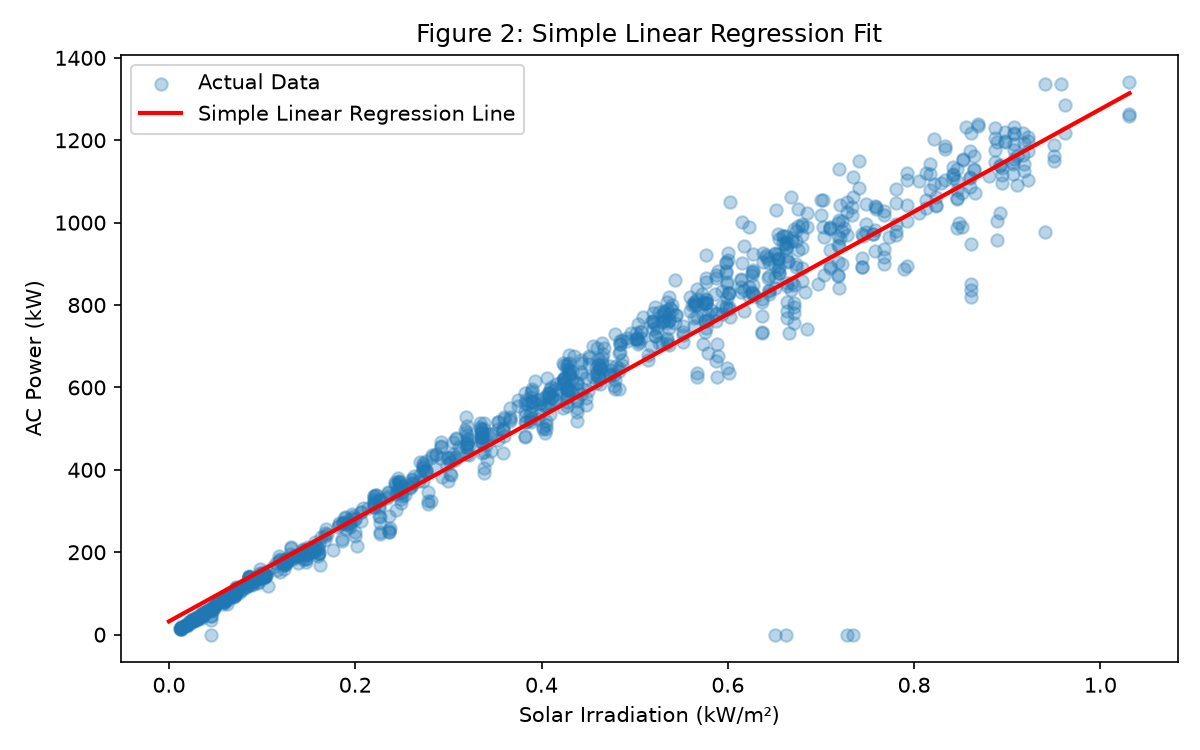 Figure 2: Simple Linear Regression Fit
Actual Data
Simple Linear Regression Line
AC Power (kW)
1400
1200
1000
800
600
400
200
0
0.0 0.2 0.4 0.6 0.8 1.0
Solar Irradiation (kW/m²)